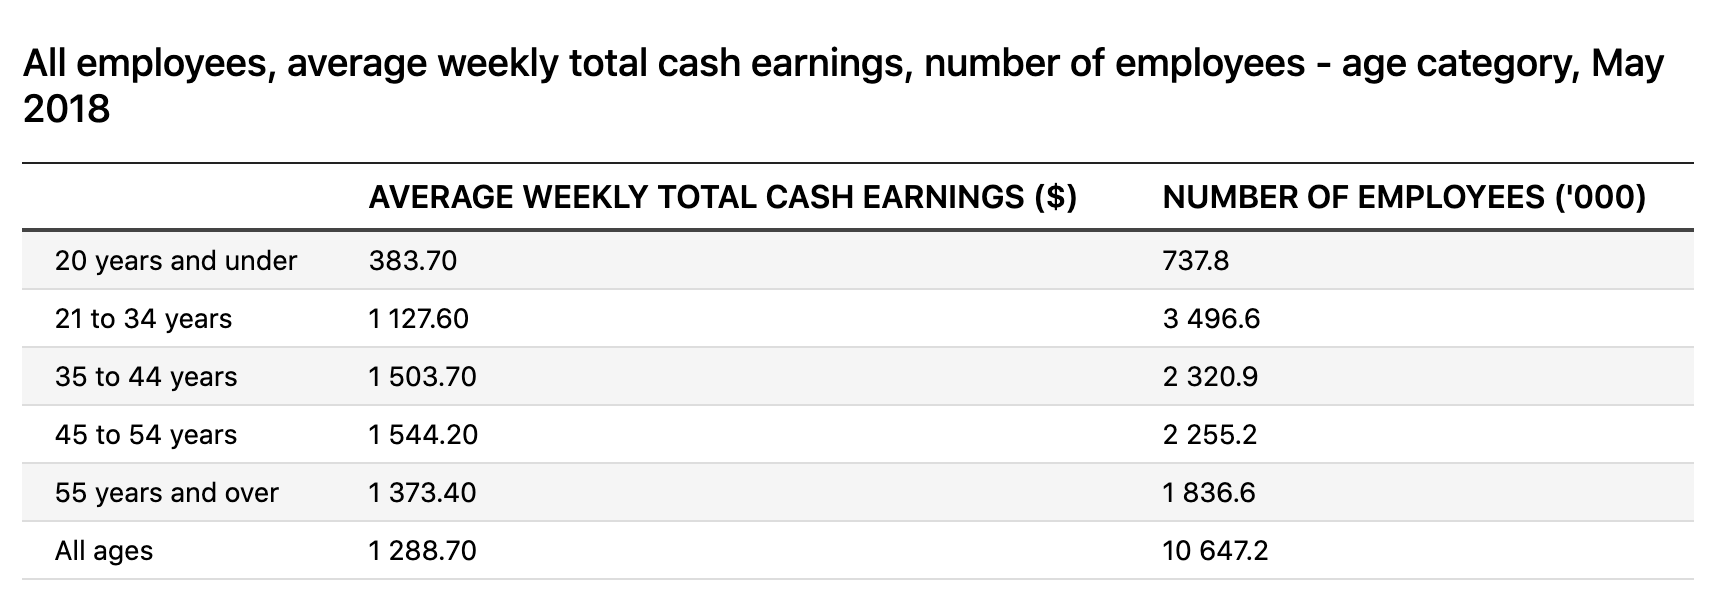 All employees, average weekly total cash earnings, number of employees - age category, May
2018
AVERAGE WEEKLY TOTAL CASH EARNINGS ($) NUMBER OF EMPLOYEES ('000)
20 years and under 383.70 737.8
21 to 34 years 1 127.60 3 496.6
35 to 44 years 1 503.70 2 320.9
45 to 54 years 1 544.20 2 255.2
55 years and over 1 373.40 1 836.6
All ages 1 288.70 10 647.2